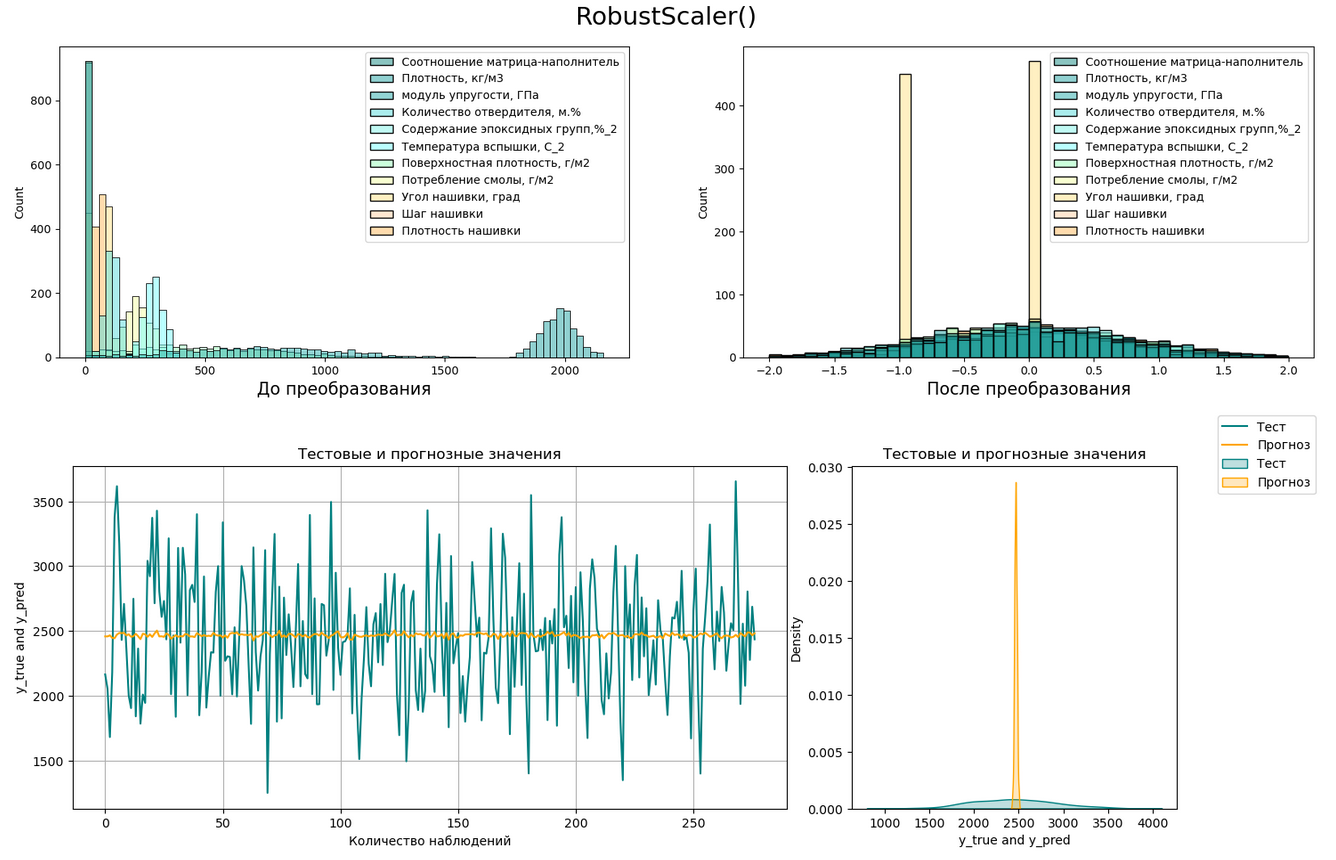 RobustScaler()
Соотношение матрица-наполнитель
Плотность, кг/м3
модуль упругости, ГПа
Количество отвердителя, м.%
Содержание эпоксидных групп,%_2
Температура вспышки, С_2
Поверхностная плотность, г/м2
Потребление смолы, г/м2
Угол нашивки, град
Шаг нашивки
Плотность нашивки
Count
800
600
400
200
0
0
500
1000
1500
2000
До преобразования
Соотношение матрица-наполнитель
Плотность, кг/м3
модуль упругости, ГПа
Количество отвердителя, м.%
Содержание эпоксидных групп,%_2
Температура вспышки, С_2
Поверхностная плотность, г/м2
Потребление смолы, г/м2
Угол нашивки, град
Шаг нашивки
Плотность нашивки
Count
400
300
200
100
0
−2.0
−1.5
−1.0
−0.5
0.0
0.5
1.0
1.5
2.0
После преобразования
Тест
Прогноз
Тест
Прогноз
Тестовые и прогнозные значения
y_true and y_pred
3500
3000
2500
2000
1500
0
50
100
150
200
250
Количество наблюдений
Тестовые и прогнозные значения
Density
0.030
0.025
0.020
0.015
0.010
0.005
0.000
1000
1500
2000
2500
3000
3500
4000
y_true and y_pred